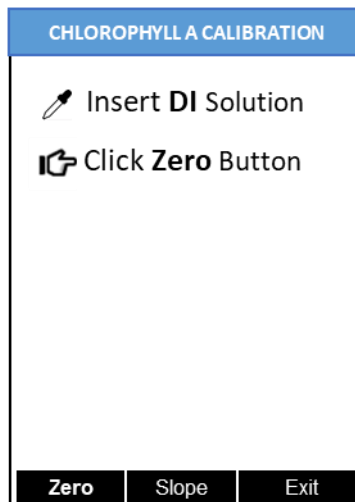 CHLOROPHYLL A CALIBRATION
Insert DI Solution
Click Zero Button
Zero Slope Exit